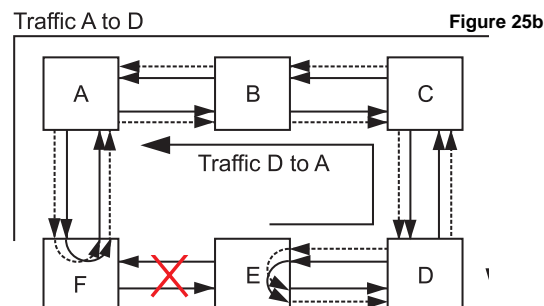 Traffic A to D
Figure 25b
A
B
C
Traffic D to A
F
E
D